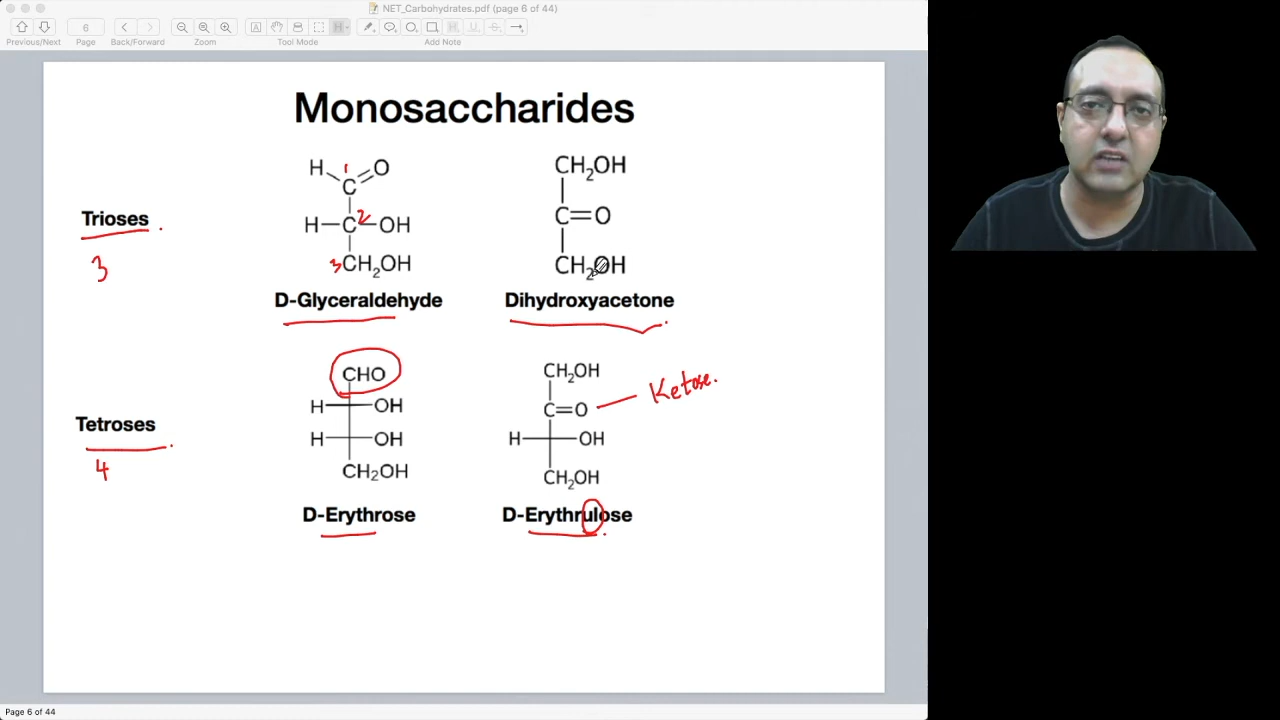 NET_Carbohydrates.pdf (page 6 of 44)
6
Previous/Next Page Back/Forward Zoom Tool Mode Add Note
Monosaccharides
Trioses
3
H 1 O
C
H C 2 OH
3 CH2OH
D-Glyceraldehyde
CH2OH
C=O
CH2OH
Dihydroxyacetone
Tetroses
4
CHO
H OH
H OH
CH2OH
D-Erythrose
CH2OH
C=O
H OH
CH2OH
Ketose.
D-Erythrulose
Page 6 of 44